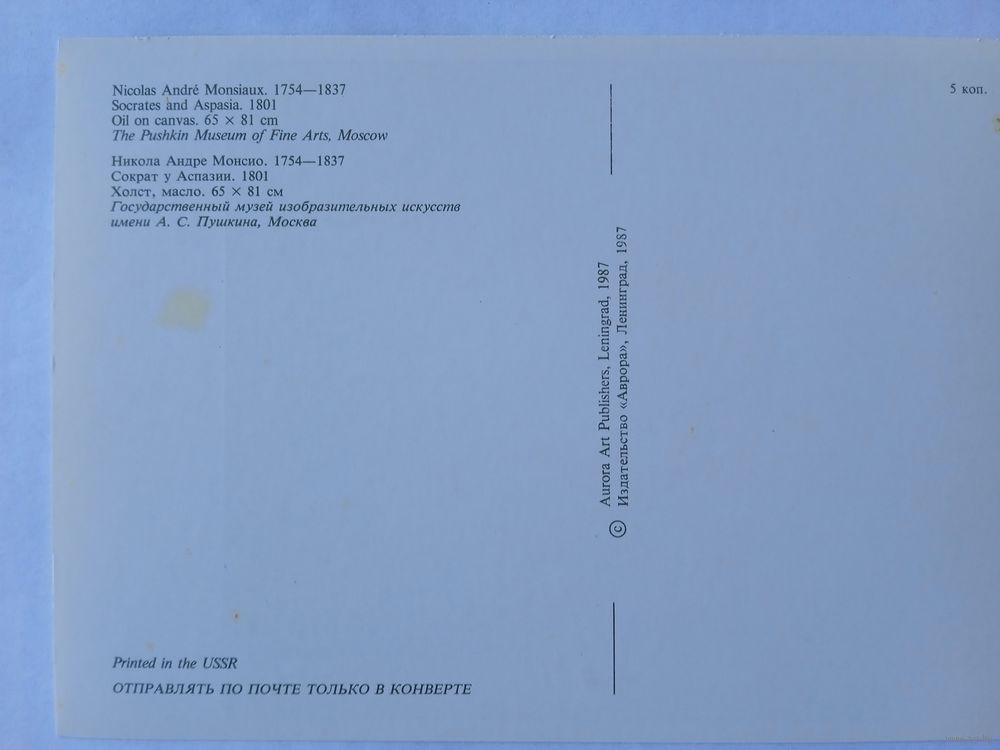 Nicolas André Monsiaux. 1754—1837
Socrates and Aspasia. 1801
Oil on canvas. 65 × 81 cm
The Pushkin Museum of Fine Arts, Moscow
Никола Андре Монсио. 1754—1837
Сократ у Аспазии. 1801
Холст, масло. 65 × 81 см
Государственный музей изобразительных искусств
имени А. С. Пушкина, Москва
Printed in the USSR
ОТПРАВЛЯТЬ ПО ПОЧТЕ ТОЛЬКО В КОНВЕРТЕ
© Aurora Art Publishers, Leningrad, 1987
Издательство «Аврора», Ленинград, 1987
5 коп.